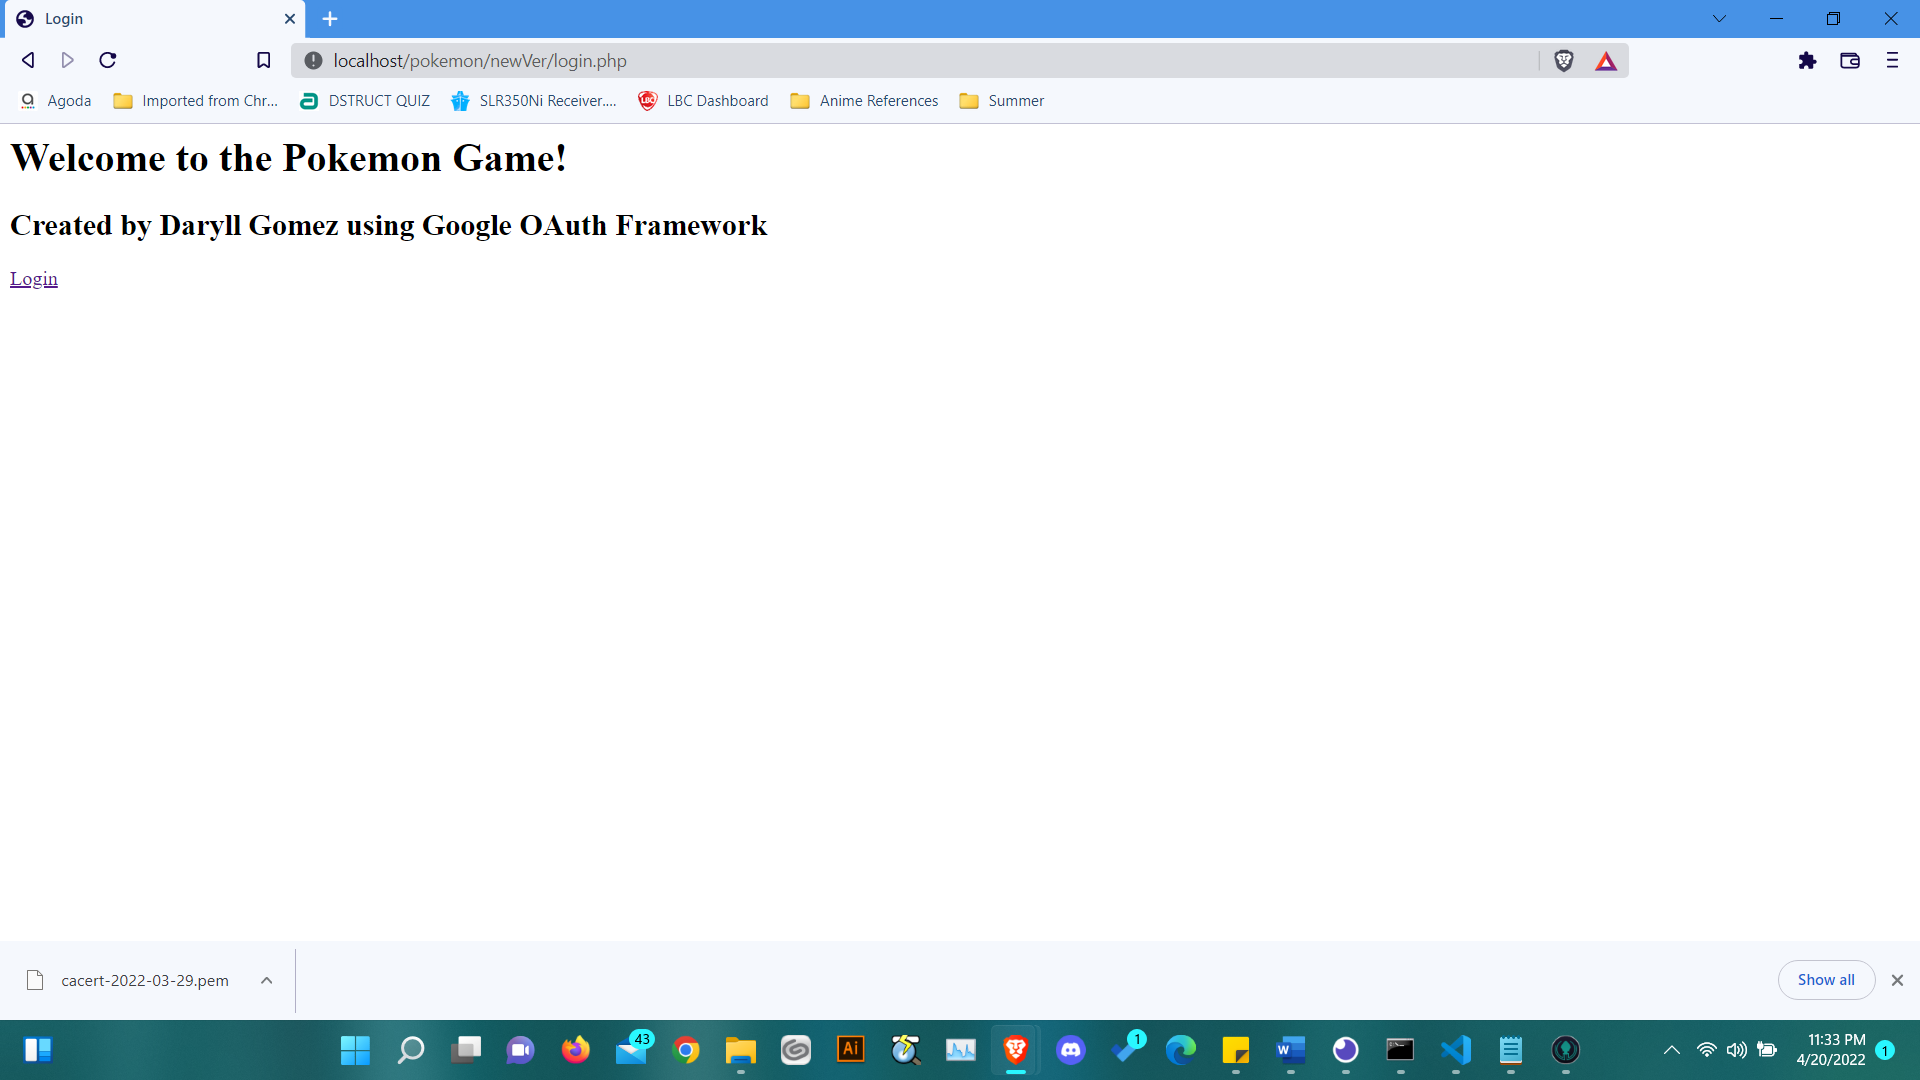 Login
localhost/pokemon/newVer/login.php
Agoda
Imported from Chr...
DSTRUCT QUIZ
SLR350Ni Receiver....
LBC Dashboard
Anime References
Summer
Welcome to the Pokemon Game!
Created by Daryll Gomez using Google OAuth Framework
Login
cacert-2022-03-29.pem
Show all
43
Ai
1
W
11:33 PM
4/20/2022
1